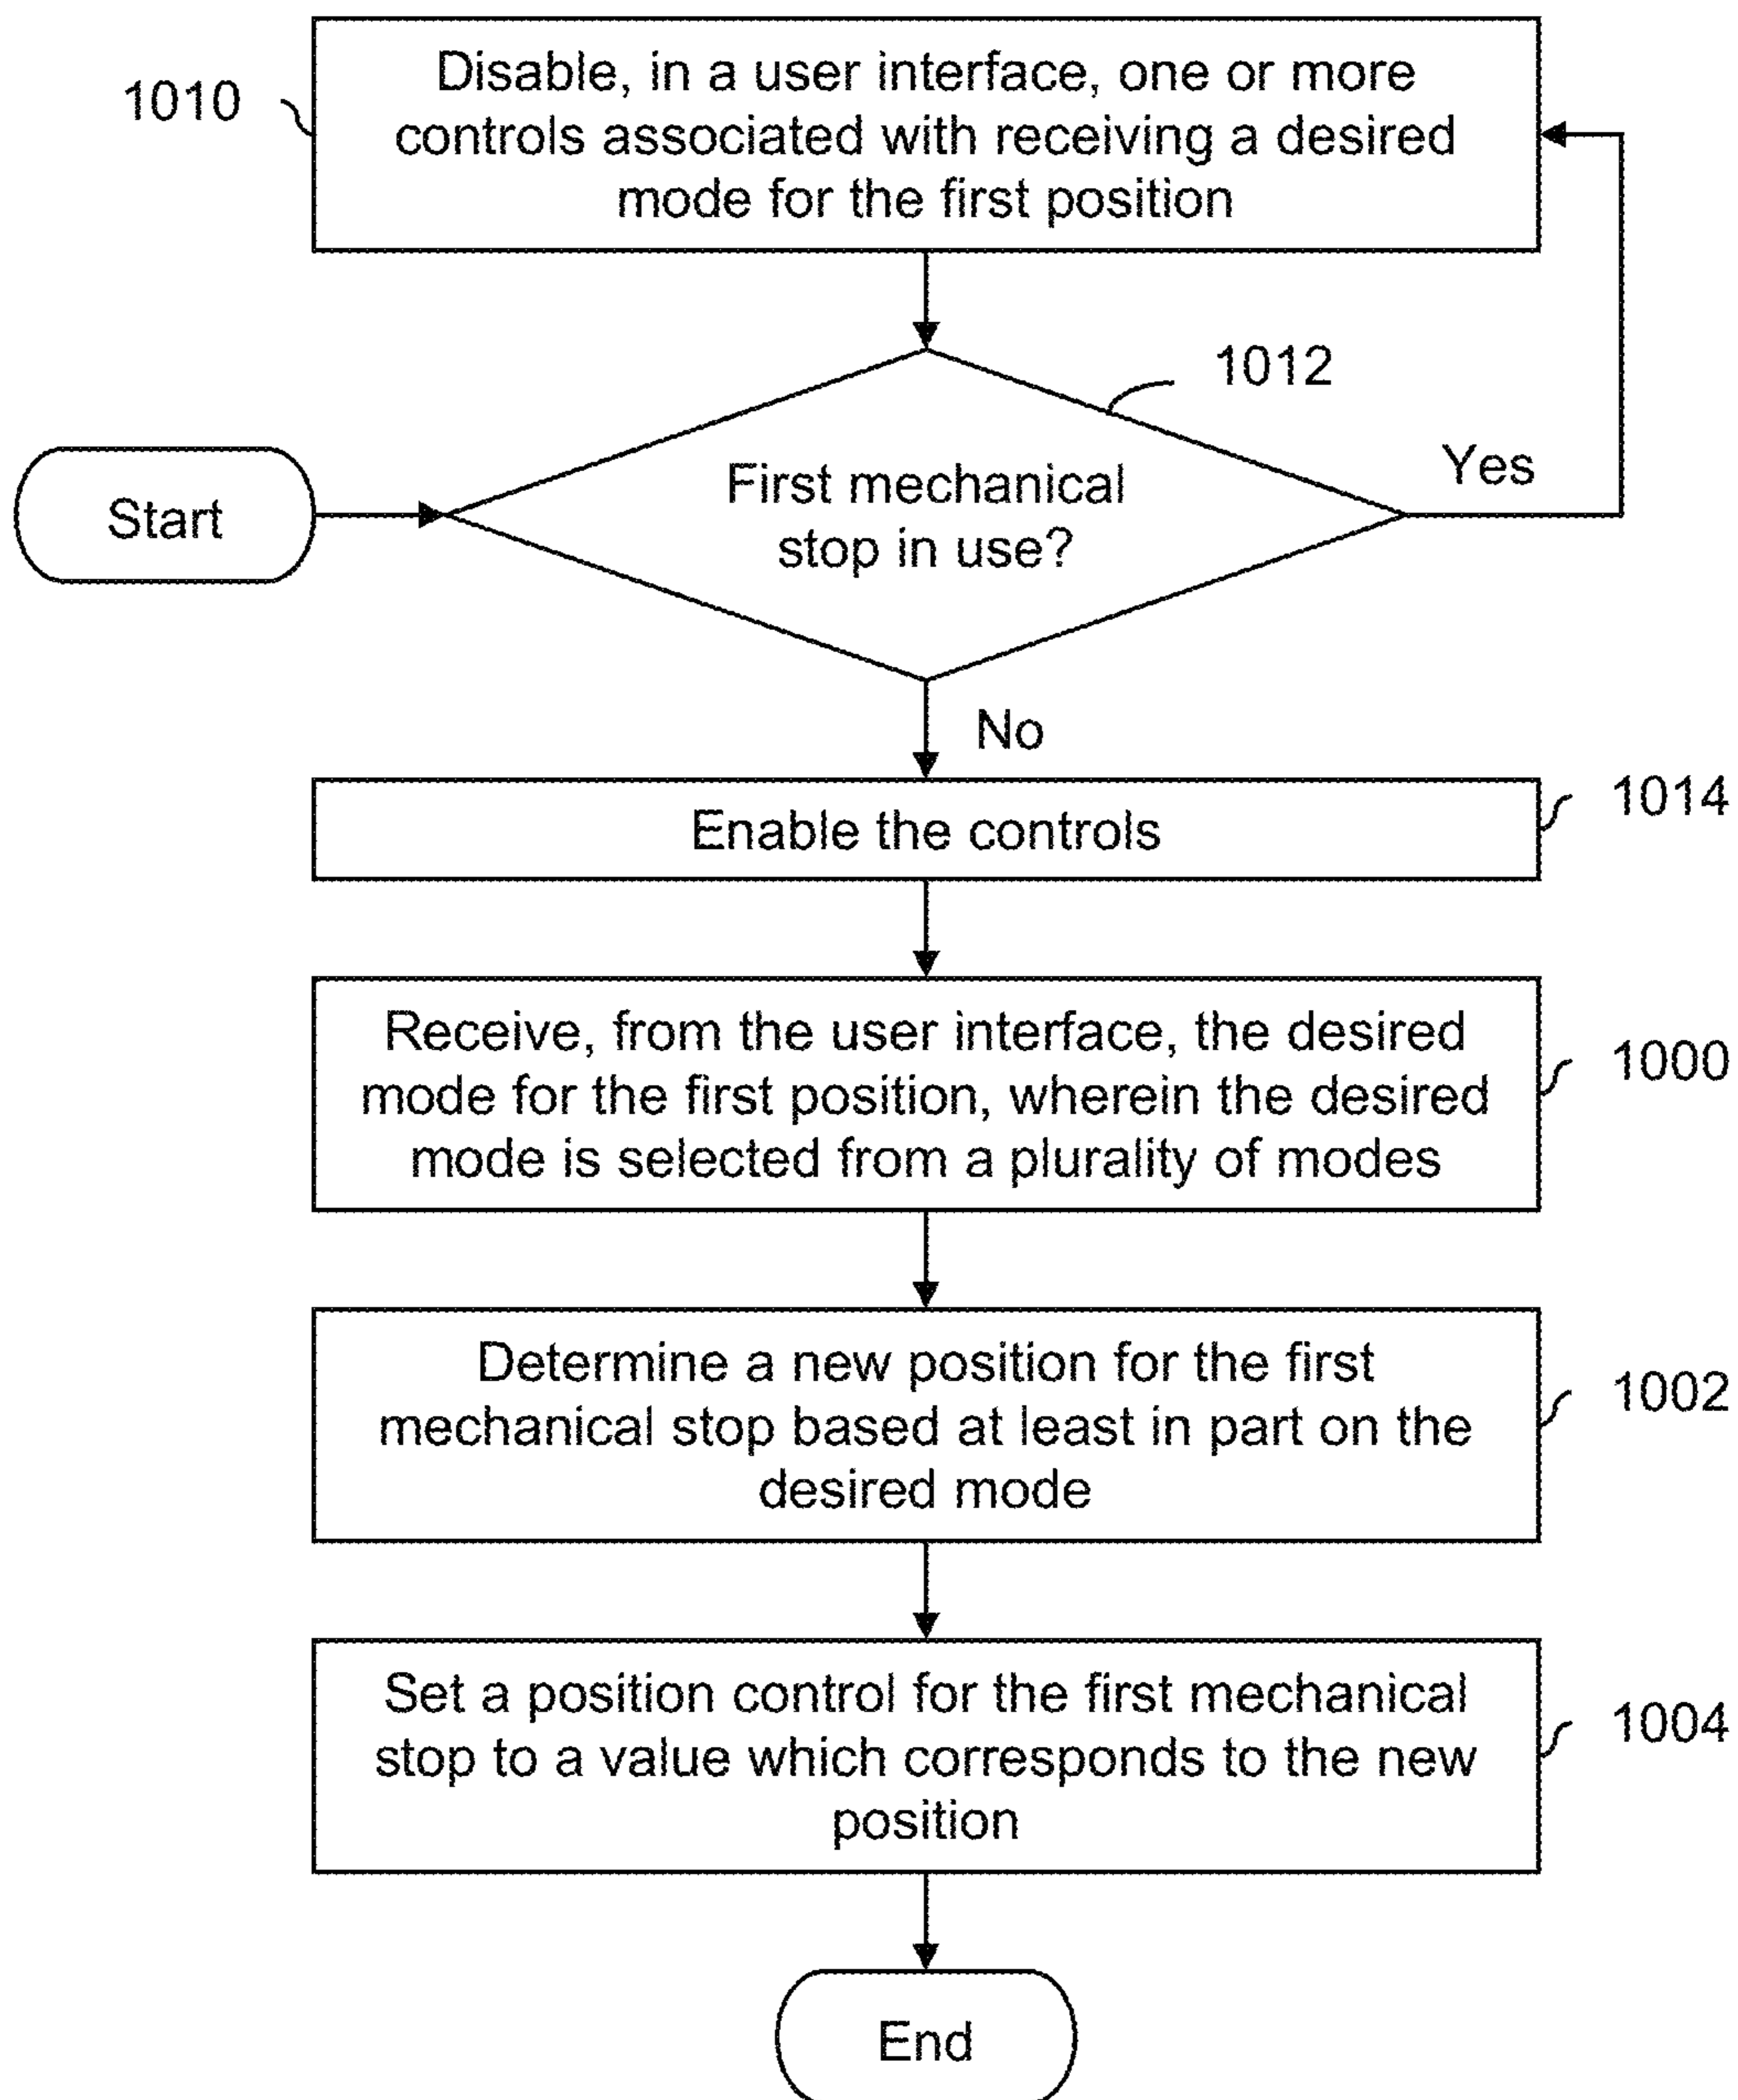 1010
Disable, in a user interface, one or more
controls associated with receiving a desired
mode for the first position
1012
Start
First mechanical
stop in use?
Yes
No
Enable the controls
1014
Receive, from the user interface, the desired
mode for the first position, wherein the desired
mode is selected from a plurality of modes
1000
Determine a new position for the first
mechanical stop based at least in part on the
desired mode
1002
Set a position control for the first mechanical
stop to a value which corresponds to the new
position
1004
End